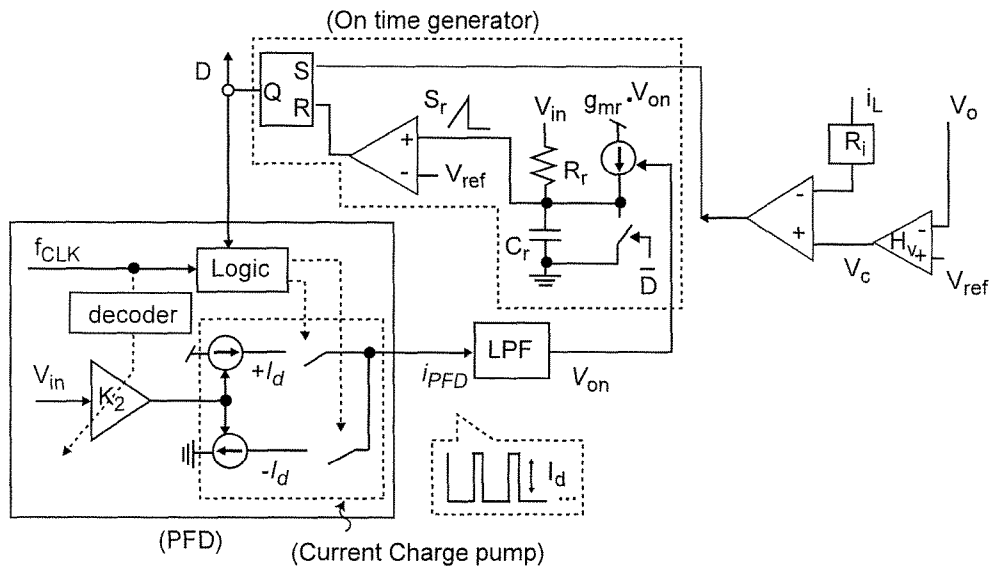 (On time generator)
D
Q
S
R
S_r
+
-
V_ref
V_in
R_r
g_mr·V_on
C_r
D̅
i_L
R_i
V_o
-
+
V_c
H_v
-
+
V_ref
f_CLK
Logic
decoder
V_in
K_2
+I_d
-I_d
i_PFD
LPF
V_on
I_d
...
(PFD)
(Current Charge pump)